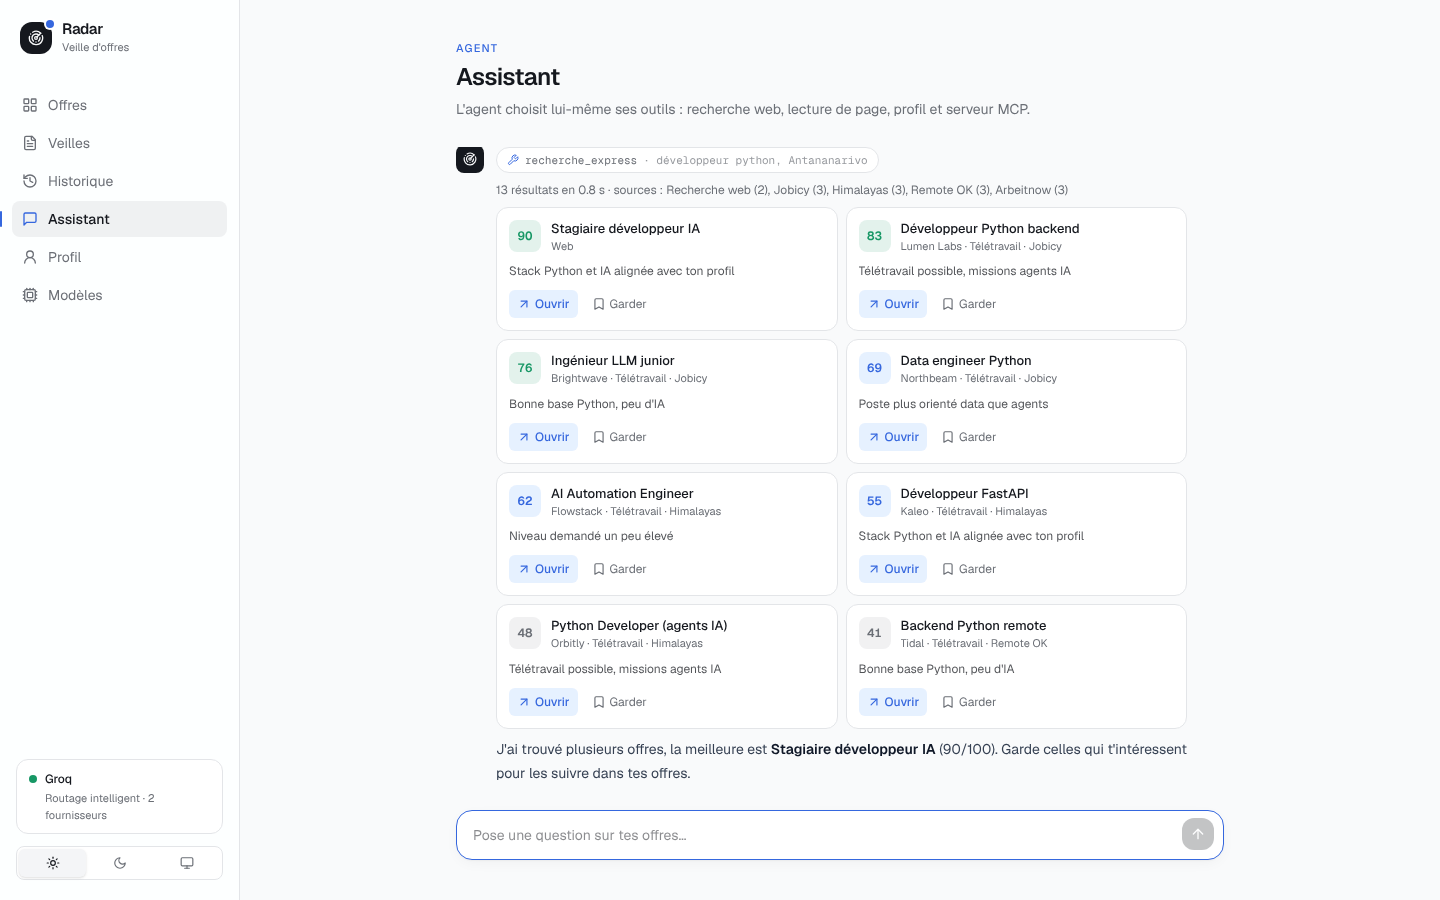 Radar
Veille d'offres
Offres
Veilles
Historique
Assistant
Profil
Modèles
Groq
Routage intelligent · 2
fournisseurs
AGENT
Assistant
L'agent choisit lui-même ses outils : recherche web, lecture de page, profil et serveur MCP.
recherche_express · développeur python, Antananarivo
13 résultats en 0.8 s · sources : Recherche web (2), Jobicy (3), Himalayas (3), Remote OK (3), Arbeitnow (3)
90
Stagiaire développeur IA
Web
Stack Python et IA alignée avec ton profil
Ouvrir
Garder
83
Développeur Python backend
Lumen Labs · Télétravail · Jobicy
Télétravail possible, missions agents IA
Ouvrir
Garder
76
Ingénieur LLM junior
Brightwave · Télétravail · Jobicy
Bonne base Python, peu d'IA
Ouvrir
Garder
69
Data engineer Python
Northbeam · Télétravail · Jobicy
Poste plus orienté data que agents
Ouvrir
Garder
62
AI Automation Engineer
Flowstack · Télétravail · Himalayas
Niveau demandé un peu élevé
Ouvrir
Garder
55
Développeur FastAPI
Kaleo · Télétravail · Himalayas
Stack Python et IA alignée avec ton profil
Ouvrir
Garder
48
Python Developer (agents IA)
Orbitly · Télétravail · Himalayas
Télétravail possible, missions agents IA
Ouvrir
Garder
41
Backend Python remote
Tidal · Télétravail · Remote OK
Bonne base Python, peu d'IA
Ouvrir
Garder
J'ai trouvé plusieurs offres, la meilleure est Stagiaire développeur IA (90/100). Garde celles qui t'intéressent
pour les suivre dans tes offres.
Pose une question sur tes offres…